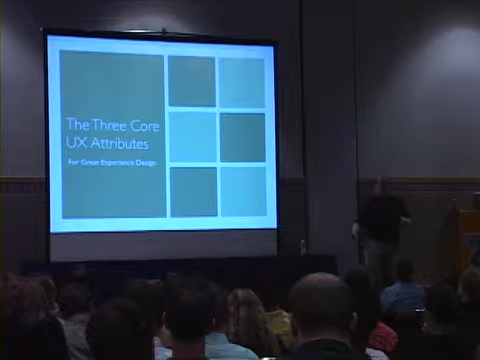 The Three Core
UX Attributes
For Great Experience Design